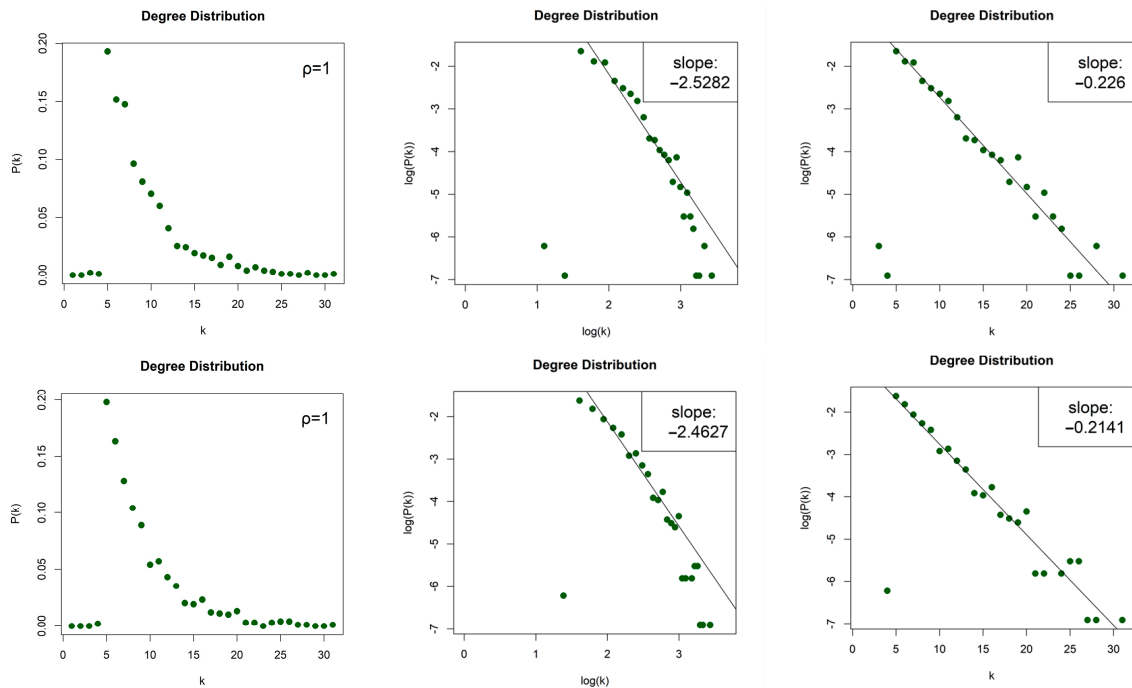 Degree Distribution
0.20
0.15
0.10
0.05
0.00
P(k)
ρ=1
0 5 10 15 20 25 30
k
Degree Distribution
-2
-3
-4
-5
-6
-7
log(P(k))
slope:
−2.5282
0 1 2 3
log(k)
Degree Distribution
-2
-3
-4
-5
-6
-7
log(P(k))
slope:
−0.226
0 5 10 15 20 25 30
k
Degree Distribution
0.20
0.15
0.10
0.05
0.00
P(k)
ρ=1
0 5 10 15 20 25 30
k
Degree Distribution
-2
-3
-4
-5
-6
-7
log(P(k))
slope:
−2.4627
0 1 2 3
log(k)
Degree Distribution
-2
-3
-4
-5
-6
-7
log(P(k))
slope:
−0.2141
0 5 10 15 20 25 30
k